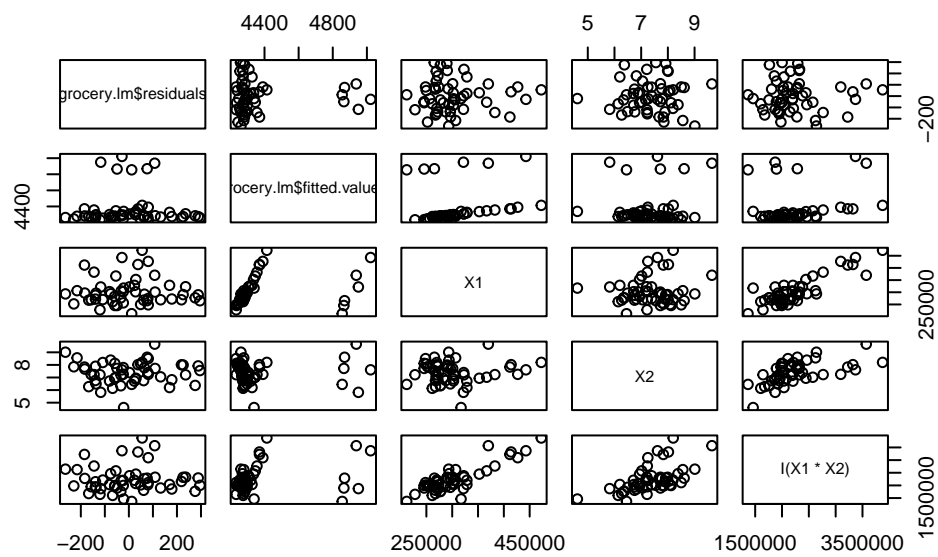 4400 4800 5 7 9
grocery.lm$residuals
−200
4400
rocery.lm$fitted.value
X1
250000
5 8
X2
I(X1 * X2)
1500000
−200 0 200 250000 450000 1500000 3500000